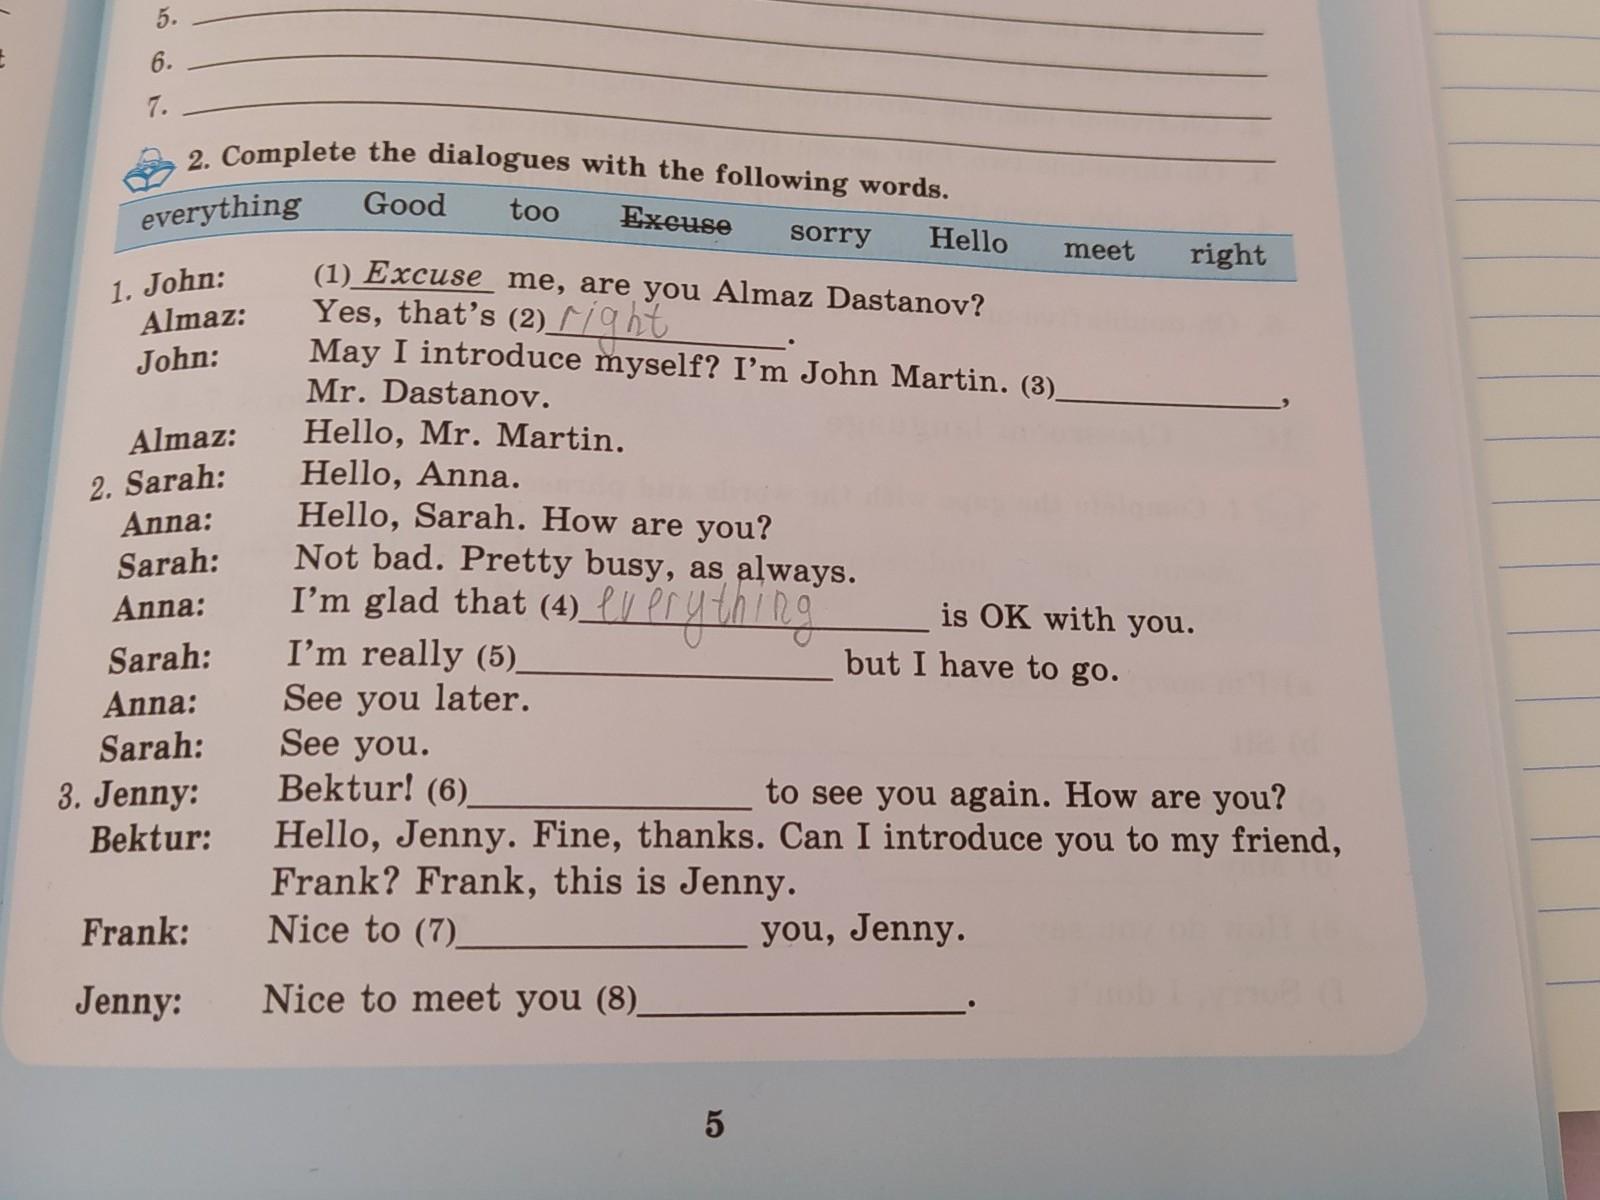 5.
6.
7.
2. Complete the dialogues with the following words.
everything Good too Excuse sorry Hello meet right
1. John: (1) Excuse me, are you Almaz Dastanov?
Almaz: Yes, that's (2) right.
John: May I introduce myself? I'm John Martin. (3)____________,
Mr. Dastanov.
Almaz: Hello, Mr. Martin.
2. Sarah: Hello, Anna.
Anna: Hello, Sarah. How are you?
Sarah: Not bad. Pretty busy, as always.
Anna: I'm glad that (4) everything is OK with you.
Sarah: I'm really (5)____________ but I have to go.
Anna: See you later.
Sarah: See you.
3. Jenny: Bektur! (6)____________ to see you again. How are you?
Bektur: Hello, Jenny. Fine, thanks. Can I introduce you to my friend,
Frank? Frank, this is Jenny.
Frank: Nice to (7)____________ you, Jenny.
Jenny: Nice to meet you (8)____________.
5